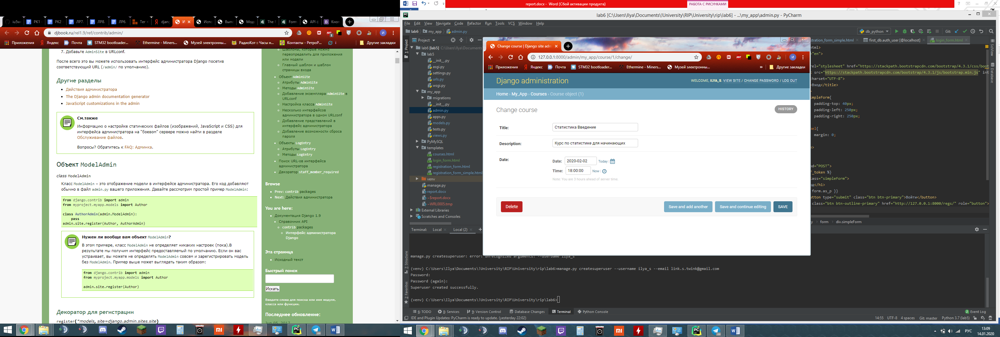 report.docx - Word (Сбой активации продукта)
РАБОТА С РИСУНКАМИ
iu5w
РК1 -
РК2 -
ЛР7.
ЛР8.
ЛР6.
Тег <
djan
И
Испо
Выпо
Мод
The F
Form
API ф
Кноп
djbook.ru/rel1.9/ref/contrib/admin/
Приложения
Яндекс
Почта
STM32 bootloader...
Ethermine - Miners...
Музей электронны...
РадиоКот :: Часы н...
Контакты - РетроР...
i
Другие закладки
7. Добавьте AdminSite в URLconf.
После всего это вы можете использовать интерфейс администратора Django посетив
соответствующий URL (/admin/ по умолчанию).
Другие разделы
Действия администратора
The Django admin documentation generator
JavaScript customizations in the admin
См.также
Информацию о настройке статических файлов (изображений, JavaScript и CSS) для
интерфейса администратора на “боевом” сервере можно найти в разделе
Обслуживание файлов.
Вопросы? Обратитесь к FAQ: Админка.
Объект ModelAdmin
class ModelAdmin
Класс ModelAdmin – это отображение модели в интерфейсе администратора. Его код добавляют
обычно в файл admin.py вашего приложения. Давайте рассмотрим простой пример ModelAdmin:
from django.contrib import admin
from myproject.myapp.models import Author
class AuthorAdmin(admin.ModelAdmin):
pass
admin.site.register(Author, AuthorAdmin)
Нужен ли вообще вам объект ModelAdmin?
В этом примере, класс ModelAdmin не определяет никаких настроек (пока).В
результате мы получим интерфейс предоставляемый по умолчанию. Если он вас
устраивает, вы можете не определять ModelAdmin совсем и зарегистрировать модель
без ModelAdmin. Пример выше может выглядеть таким образом:
from django.contrib import admin
from myproject.myapp.models import Author
admin.site.register(Author)
Декоратор для регистрации
register(*models, site=django.admin.sites.site)
Шаблоны, которые можно
переопределить для приложения
или модели
Главный шаблон и шаблон
страницы входа
Объект AdminSite
Атрибуты AdminSite
Методы AdminSite
Добавление экземпляра AdminSite в
URLconf
Настройка класса AdminSite
Несколько интерфейсов
администратора в одном URLconf
Добавление представлений в
интерфейс администратора
Добавление возможности сброса
пароля
Объекты LogEntry
Атрибуты LogEntry
Методы LogEntry
Поиск URL-ов интерфейса
администратора
Декоратор staff_member_required
Browse
Prev: contrib packages
Next: Действия администратора
You are here:
Документация Django 1.9
Справочник API
contrib packages
Интерфейс администратора
Django
Эта страница
Исходный текст
Быстрый поиск
Искать
Введите слова для поиска или имя модуля,
класса или функции.
Последнее обновление:
Jun 05, 2017
lab6 [C:\Users\Ilya\Documents\!University\RIP\University\rip\lab6] - ...\my_app\admin.py - PyCharm
File Edit View Navigate Code Refactor Run Tools VCS Window Help
lab6
my_app
admin.py
db_python
Git:
Project
1: Project
lab6 [lab5] C:\Users\Ilya\Documents\
lab5
__init__.py
asgi.py
settings.py
urls.py
wsgi.py
my_app
migrations
__init__.py
admin.py
apps.py
models.py
tests.py
views.py
PyMySQL
templates
courses.html
login_form.html
registration_form.html
registration_form_simple.html
venv
manage.py
report.docx
~$report.docx
~WRL0005.tmp
External Libraries
Scratches and Consoles
Change course | Django site adm
127.0.0.1:8000/admin/my_app/course/1/change/
Приложения
Яндекс
Почта
STM32 bootloader...
Ethermine - Miners...
Музей электронны...
»
Другие закладки
Django administration
WELCOME, ILYA_S. VIEW SITE / CHANGE PASSWORD / LOG OUT
Home › My_App › Courses › Course object (1)
Change course
HISTORY
Title:
Статистика Введение
Description:
Курс по статистике для начинающих
Date:
Date: 2020-02-02 Today |
Time: 18:00:00 Now |
Note: You are 3 hours ahead of server time.
Delete
Save and add another
Save and continue editing
SAVE
stration_form_simple.html
first_db.auth_user [@localhost]
login_form.html
html>
="en">
rel="stylesheet" href="https://stackpath.bootstrapcdn.com/bootstrap/4.3.1/css/boot
t src="https://stackpath.bootstrapcdn.com/bootstrap/4.3.1/js/bootstrap.min.js" int
charset="UTF-8">
>Вход</title>
>
impleForm{
padding-top: 40px;
padding-left: 250px;
padding-right: 250px;
bel{
margin: 0;
e>
od="POST">
f_token %}
lass="simpleForm">
од</h1>
form.as_p }}
utton type="submit" class="btn btn-primary">Войти</button>
class="btn btn-outline-primary" href="http://127.0.0.1:8000/regs/" role="button">
y › form › div.simpleForm
SciView
Database
Terminal:
Local
Local (2)
manage.py createsuperuser: error: unrecognized arguments: --usebame ilya_s
(venv) C:\Users\Ilya\Documents\!University\RIP\University\rip\lab6>manage.py createsuperuser --username ilya_s --email link.s.twink@gmail.com
Password:
Password (again):
Superuser created successfully.
(venv) C:\Users\Ilya\Documents\!University\RIP\University\rip\lab6>
7: Structure
2: Favorites
6: TODO
8: Services
9: Version Control
Database Changes
Terminal
Python Console
2 Event Log
IDE and Plugin Updates: PyCharm is ready to update. (yesterday 22:02)
14:55
UTF-8
4 spaces
Git: master
Python 3.7 (lab5)
РУС
13:09
14.01.2020